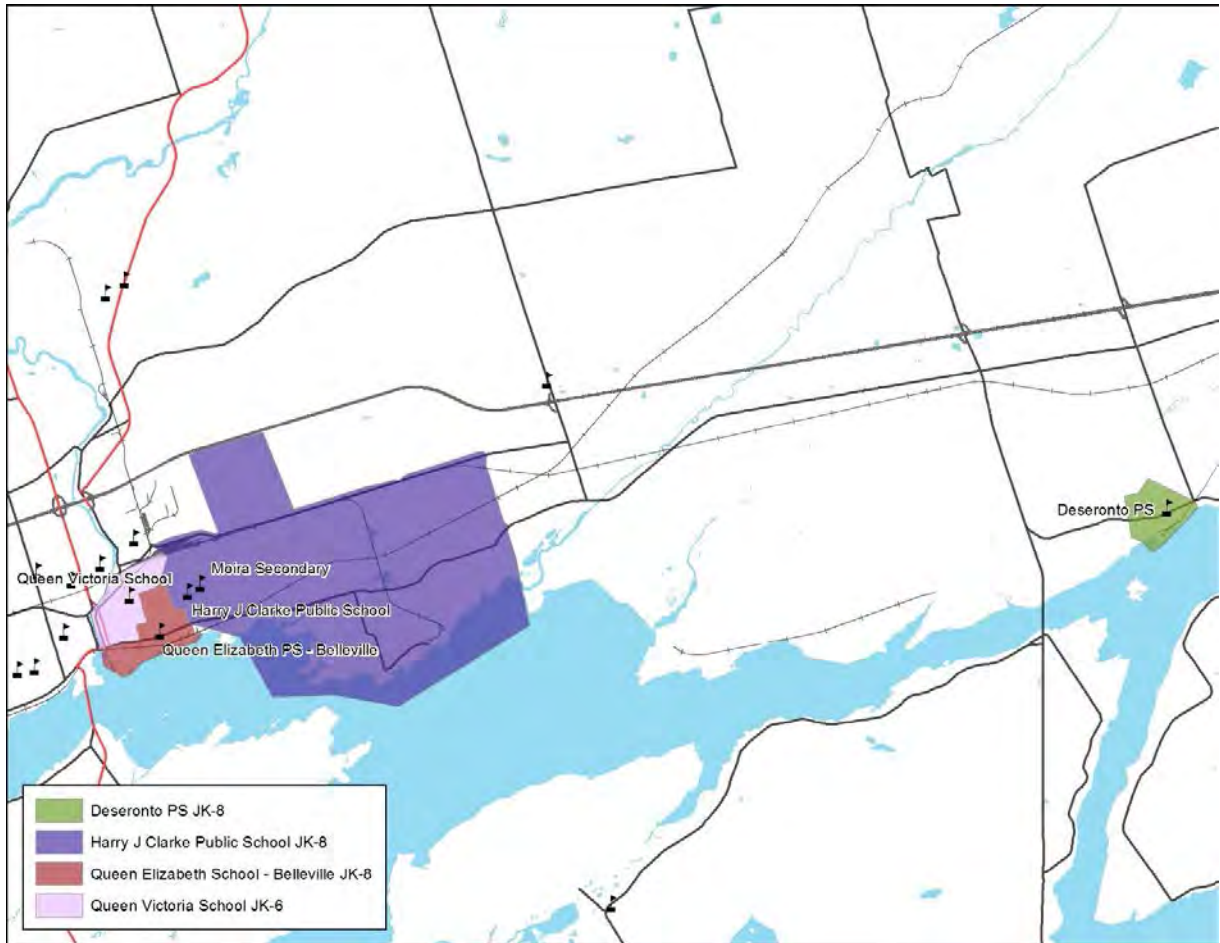 Deseronto PS
Moira Secondary
Queen Victoria School
Harry J Clarke Public School
Queen Elizabeth PS - Belleville
Deseronto PS JK-8
Harry J Clarke Public School JK-8
Queen Elizabeth School - Belleville JK-8
Queen Victoria School JK-6